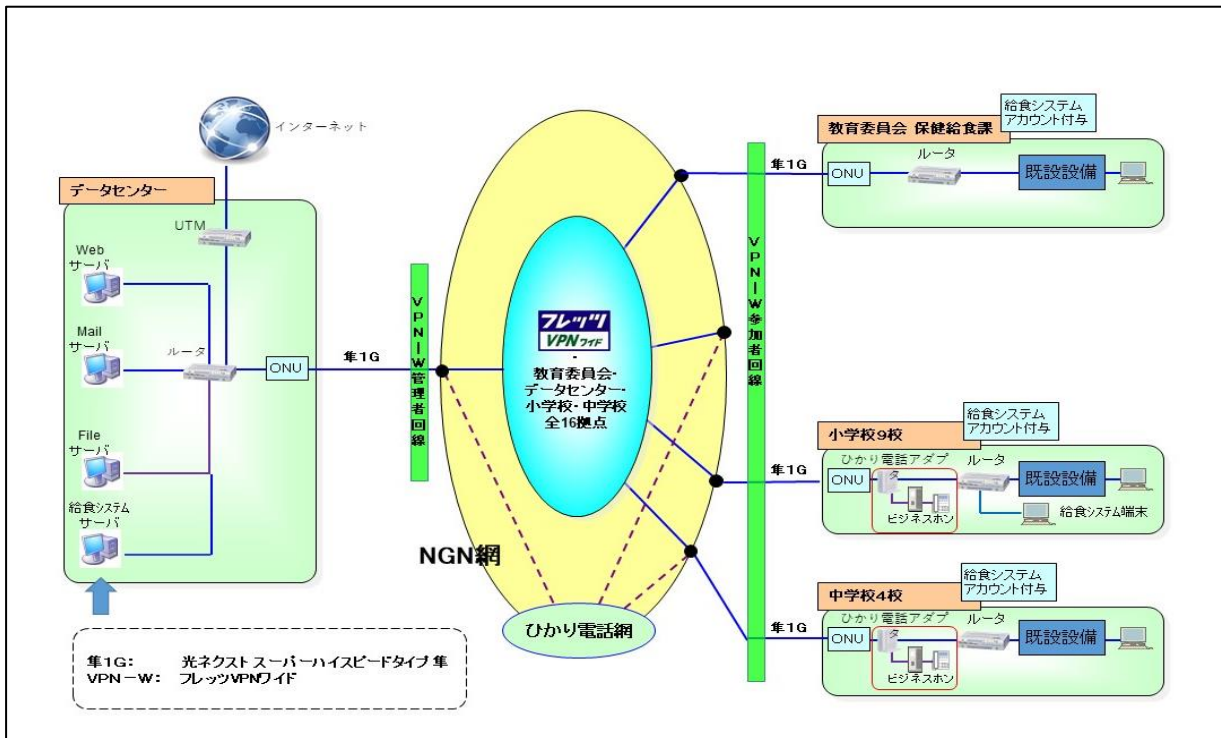 インターネット
データセンター
UTM
Web
サーバ
Mail
サーバ
ルータ
ONU
File
サーバ
給食システム
サーバ
隼1G
VPN－W管理者回線
フレッツ
VPN ワイド
-
教育委員会・
データセンター・
小学校・中学校
全16拠点
NGN網
ひかり電話網
VPN－W参加者回線
隼1G
教育委員会 保健給食課
給食システム
アカウント付与
ONU
ルータ
既設設備
隼1G
小学校9校
給食システム
アカウント付与
ひかり電話アダプ
タ
ルータ
ONU
既設設備
ビジネスホン
給食システム端末
隼1G
中学校4校
給食システム
アカウント付与
ひかり電話アダプ
タ
ルータ
ONU
既設設備
ビジネスホン
隼1G： 光ネクスト スーパーハイスピードタイプ 隼
VPN－W： フレッツVPNワイド